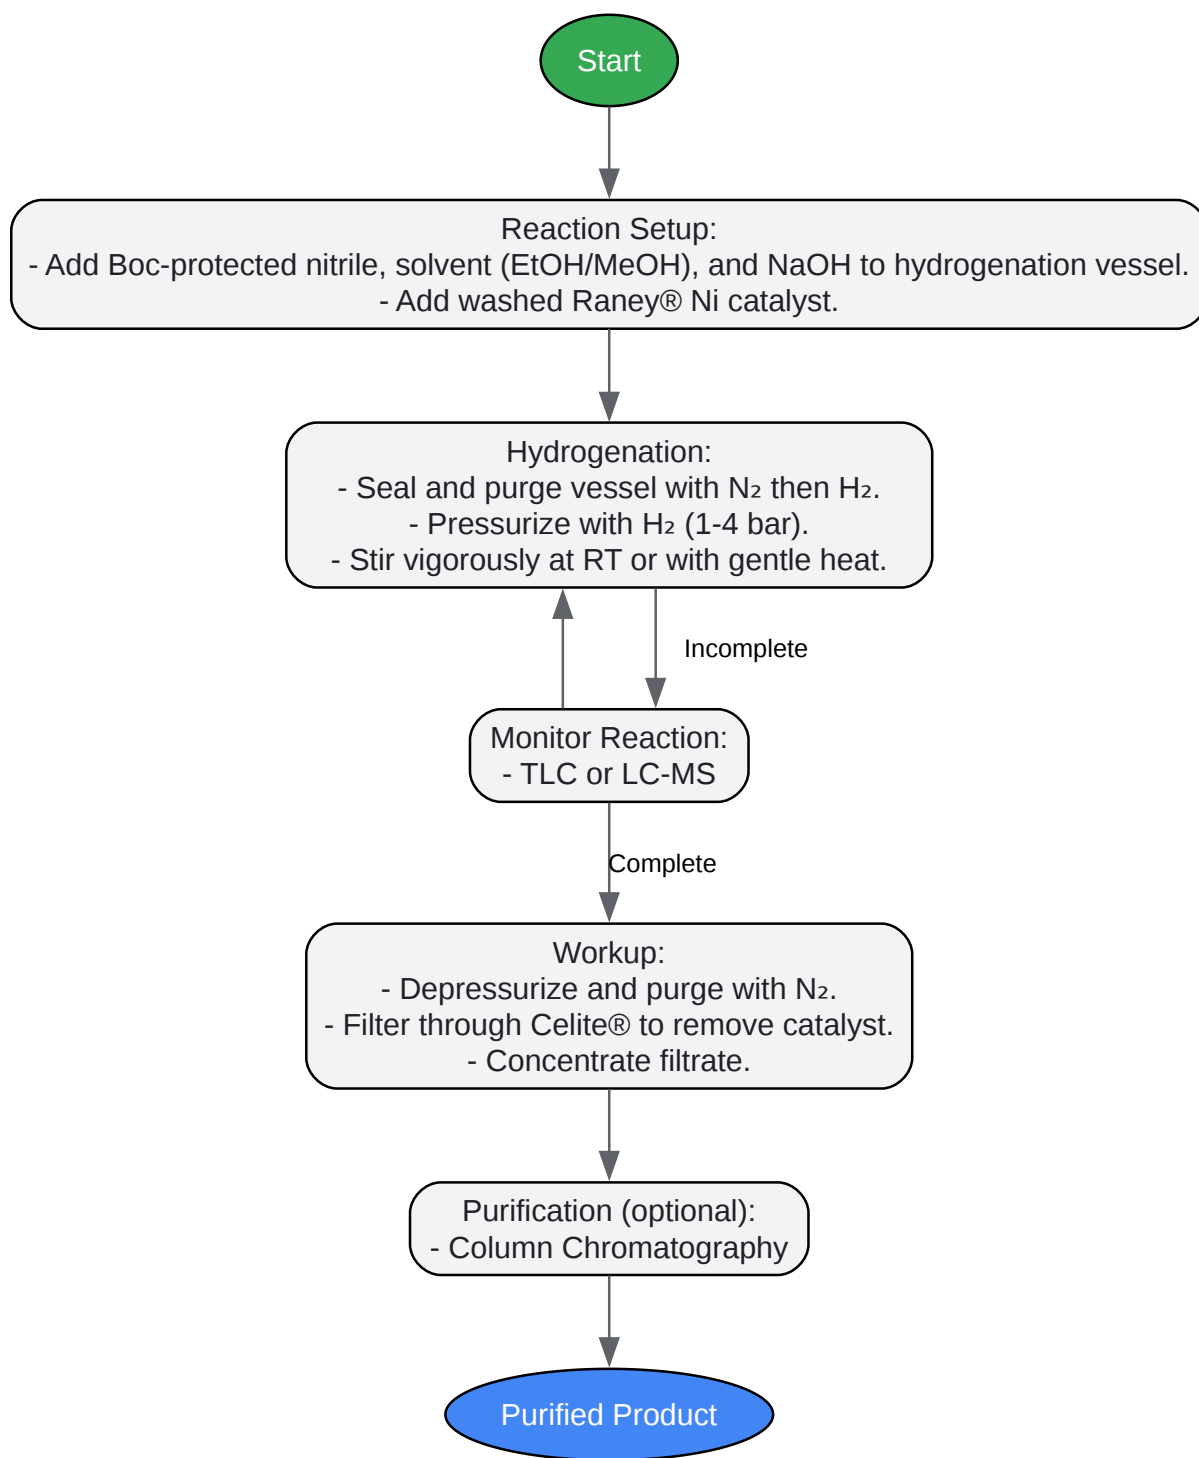 Start
Reaction Setup:
- Add Boc-protected nitrile, solvent (EtOH/MeOH), and NaOH to hydrogenation vessel.
- Add washed Raney® Ni catalyst.
Hydrogenation:
- Seal and purge vessel with N₂ then H₂.
- Pressurize with H₂ (1-4 bar).
- Stir vigorously at RT or with gentle heat.
Incomplete
Monitor Reaction:
- TLC or LC-MS
Complete
Workup:
- Depressurize and purge with N₂.
- Filter through Celite® to remove catalyst.
- Concentrate filtrate.
Purification (optional):
- Column Chromatography
Purified Product